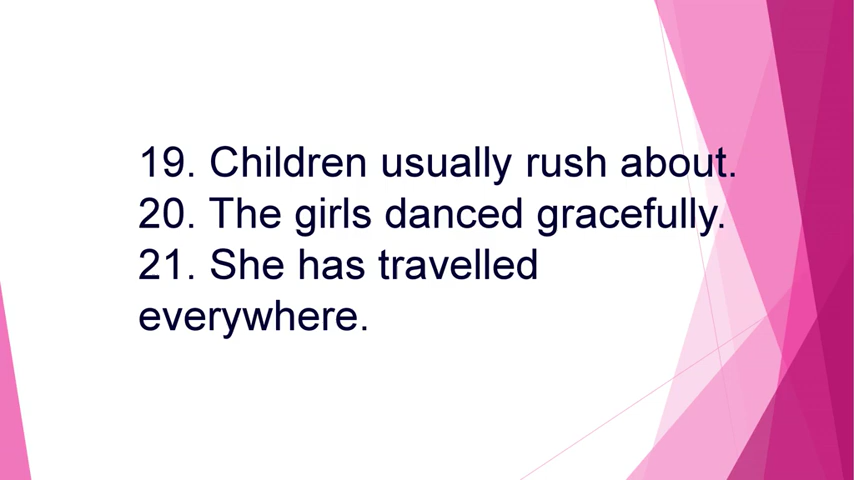 19. Children usually rush about.
20. The girls danced gracefully.
21. She has travelled
everywhere.